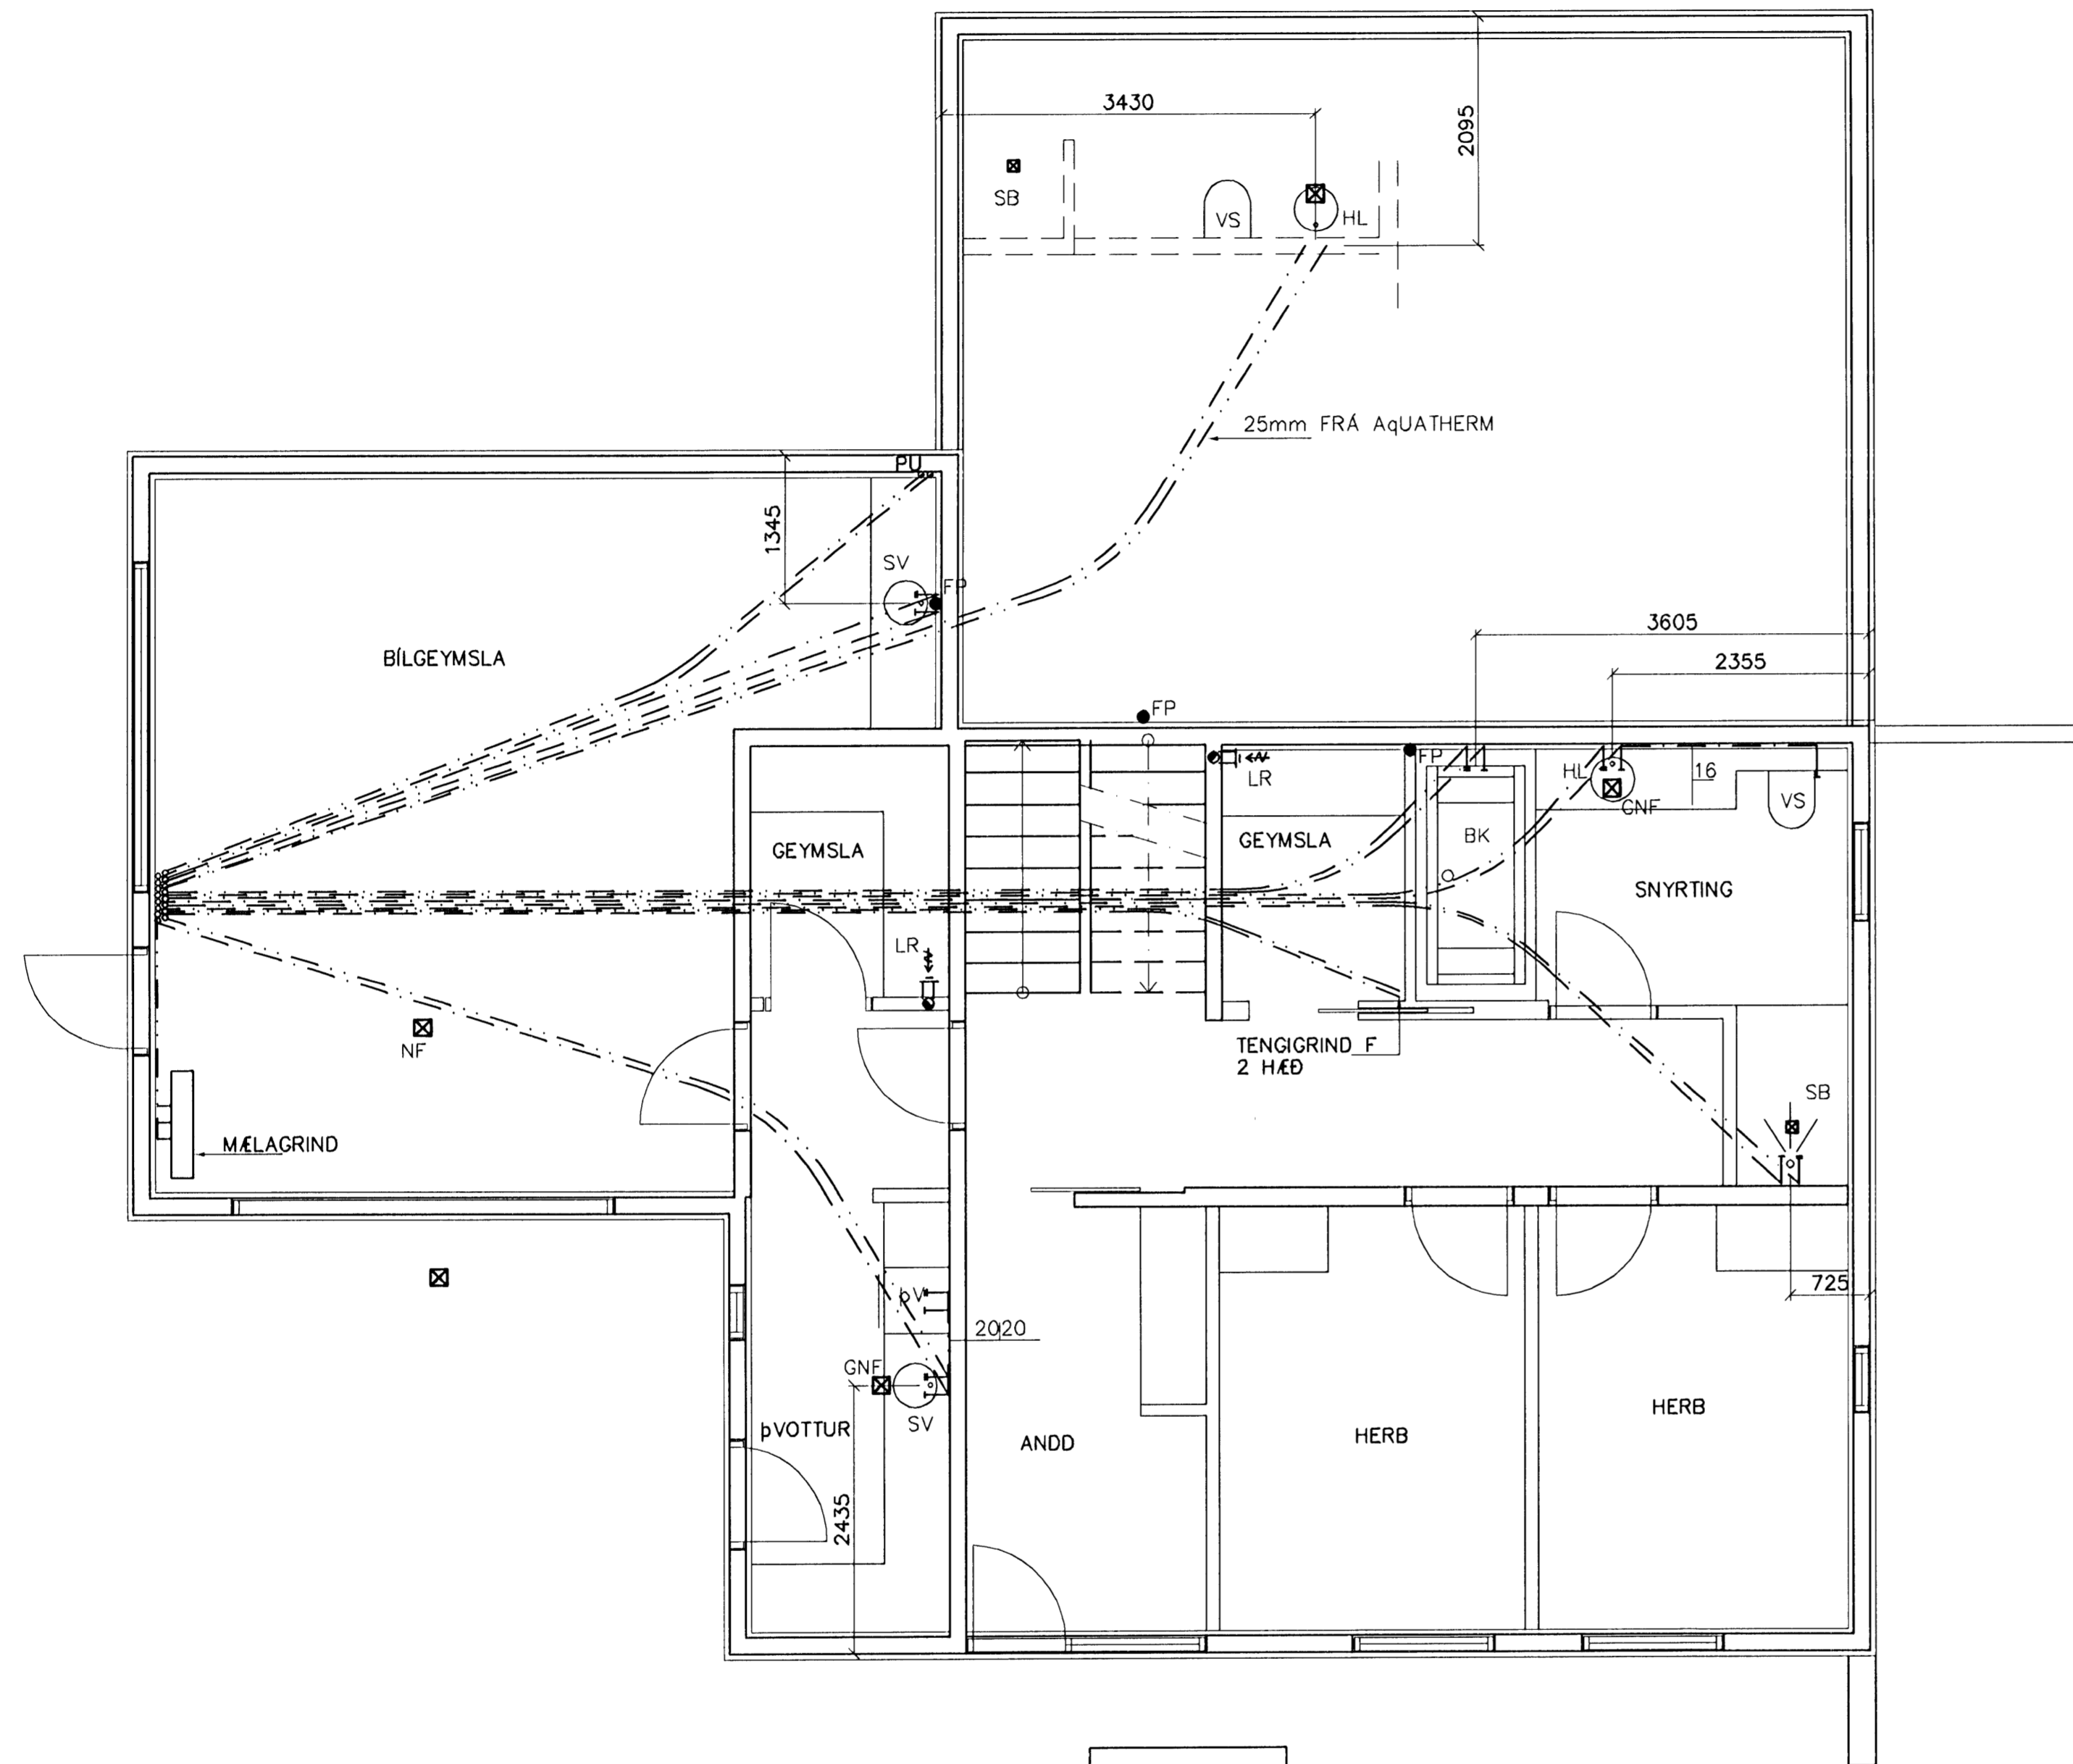 3430
2095
SB
VS
HL
25mm FRÁ AqUATHERM
PU
1345
SV
FP
BÍLGEYMSLA
3605
2355
FP
FP
LR
HL
16
GNF
VS
BK
GEYMSLA
GEYMSLA
SNYRTING
LR
NF
TENGIGRIND F
2 HÆÐ
SB
MÆLAGRIND
725
þV
2020
GNF
SV
þVOTTUR
ANDD
HERB
HERB
2435